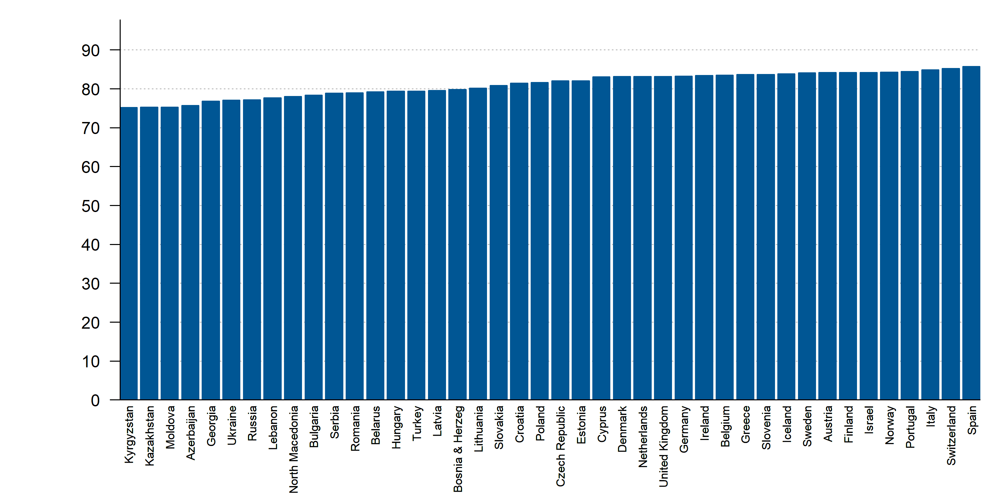 90
80
70
60
50
40
30
20
10
0
Kyrgyzstan
Kazakhstan
Moldova
Azerbaijan
Georgia
Ukraine
Russia
Lebanon
North Macedonia
Bulgaria
Serbia
Romania
Belarus
Hungary
Turkey
Latvia
Bosnia & Herzeg
Lithuania
Slovakia
Croatia
Poland
Czech Republic
Estonia
Cyprus
Denmark
Netherlands
United Kingdom
Germany
Ireland
Belgium
Greece
Slovenia
Iceland
Sweden
Austria
Finland
Israel
Norway
Portugal
Italy
Switzerland
Spain